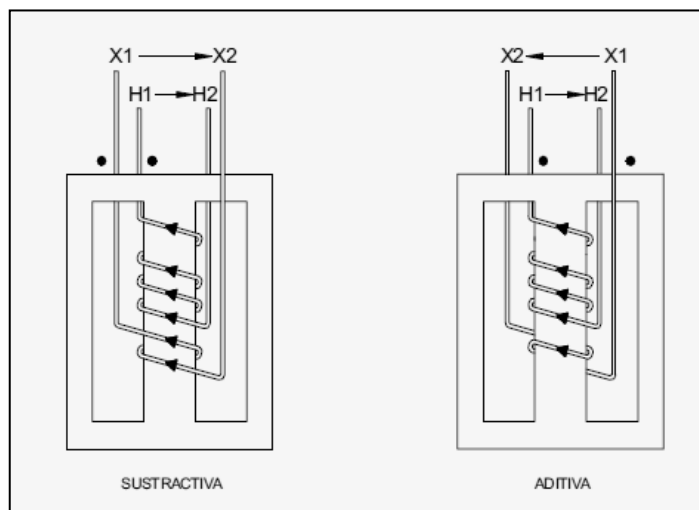 X1 X2
H1 H2
X2 X1
H1 H2
SUSTRACTIVA
ADITIVA